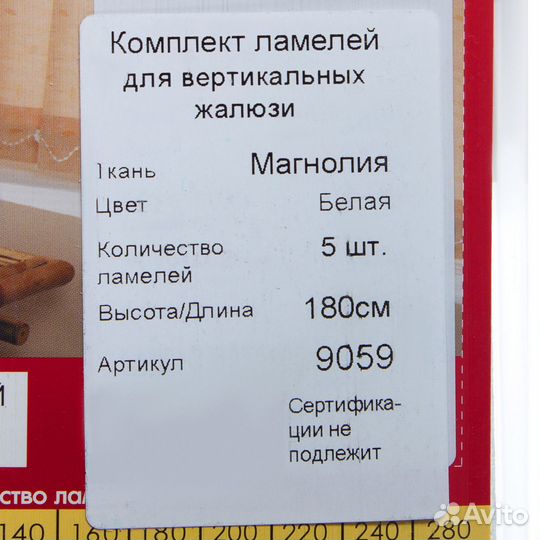 Комплект ламелей
для вертикальных
жалюзи
Ткань Магнолия
Цвет Белая
Количество
ламелей 5 шт.
Высота/Длина 180см
Артикул 9059
Сертифика-
ции не
подлежит
Й
ство лам
140 160 180 200 220 240 280
Avito